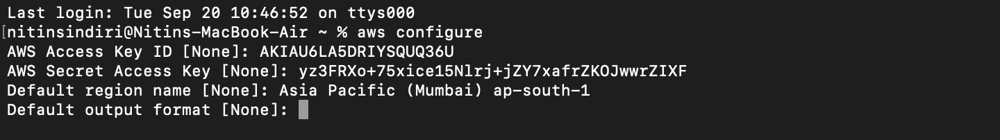 Last login: Tue Sep 20 10:46:52 on ttys000
[nitinsindiri@Nitins-MacBook-Air ~ % aws configure
AWS Access Key ID [None]: AKIAU6LA5DRIYSQUQ36U
AWS Secret Access Key [None]: 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
Default region name [None]: Asia Pacific (Mumbai) ap-south-1
Default output format [None]: